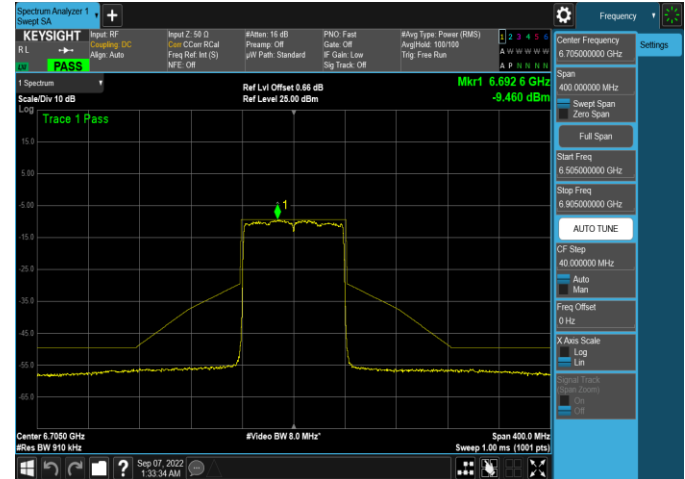 Spectrum Analyzer 1
Swept SA
Frequency
KEYSIGHT
RL
PASS
Input: RF
Coupling: DC
Align: Auto
Input Z: 50 Ω
Corr CCorr RCal
Freq Ref: Int (S)
NFE: Off
#Atten: 16 dB
Preamp: Off
µW Path: Standard
PNO: Fast
Gate: Off
IF Gain: Low
Sig Track: Off
#Avg Type: Power (RMS)
Avg|Hold: 100/100
Trig: Free Run
1 2 3 4 5 6
A W W W W W
A P N N N N
1 Spectrum
Scale/Div 10 dB
Log
Ref Lvl Offset 0.66 dB
Ref Level 25.00 dBm
Mkr1 6.692 6 GHz
-9.460 dBm
Trace 1 Pass
15.0
5.00
-5.00
-15.0
-25.0
-35.0
-45.0
-55.0
-65.0
1
Center 6.7050 GHz
#Res BW 910 kHz
#Video BW 8.0 MHz*
Span 400.0 MHz
Sweep 1.00 ms (1001 pts)
Sep 07, 2022
1:33:34 AM
Center Frequency
6.705000000 GHz
Settings
Span
400.000000 MHz
Swept Span
Zero Span
Full Span
Start Freq
6.505000000 GHz
Stop Freq
6.905000000 GHz
AUTO TUNE
CF Step
40.000000 MHz
Auto
Man
Freq Offset
0 Hz
X Axis Scale
Log
Lin
Signal Track
(Span Zoom)
On
Off